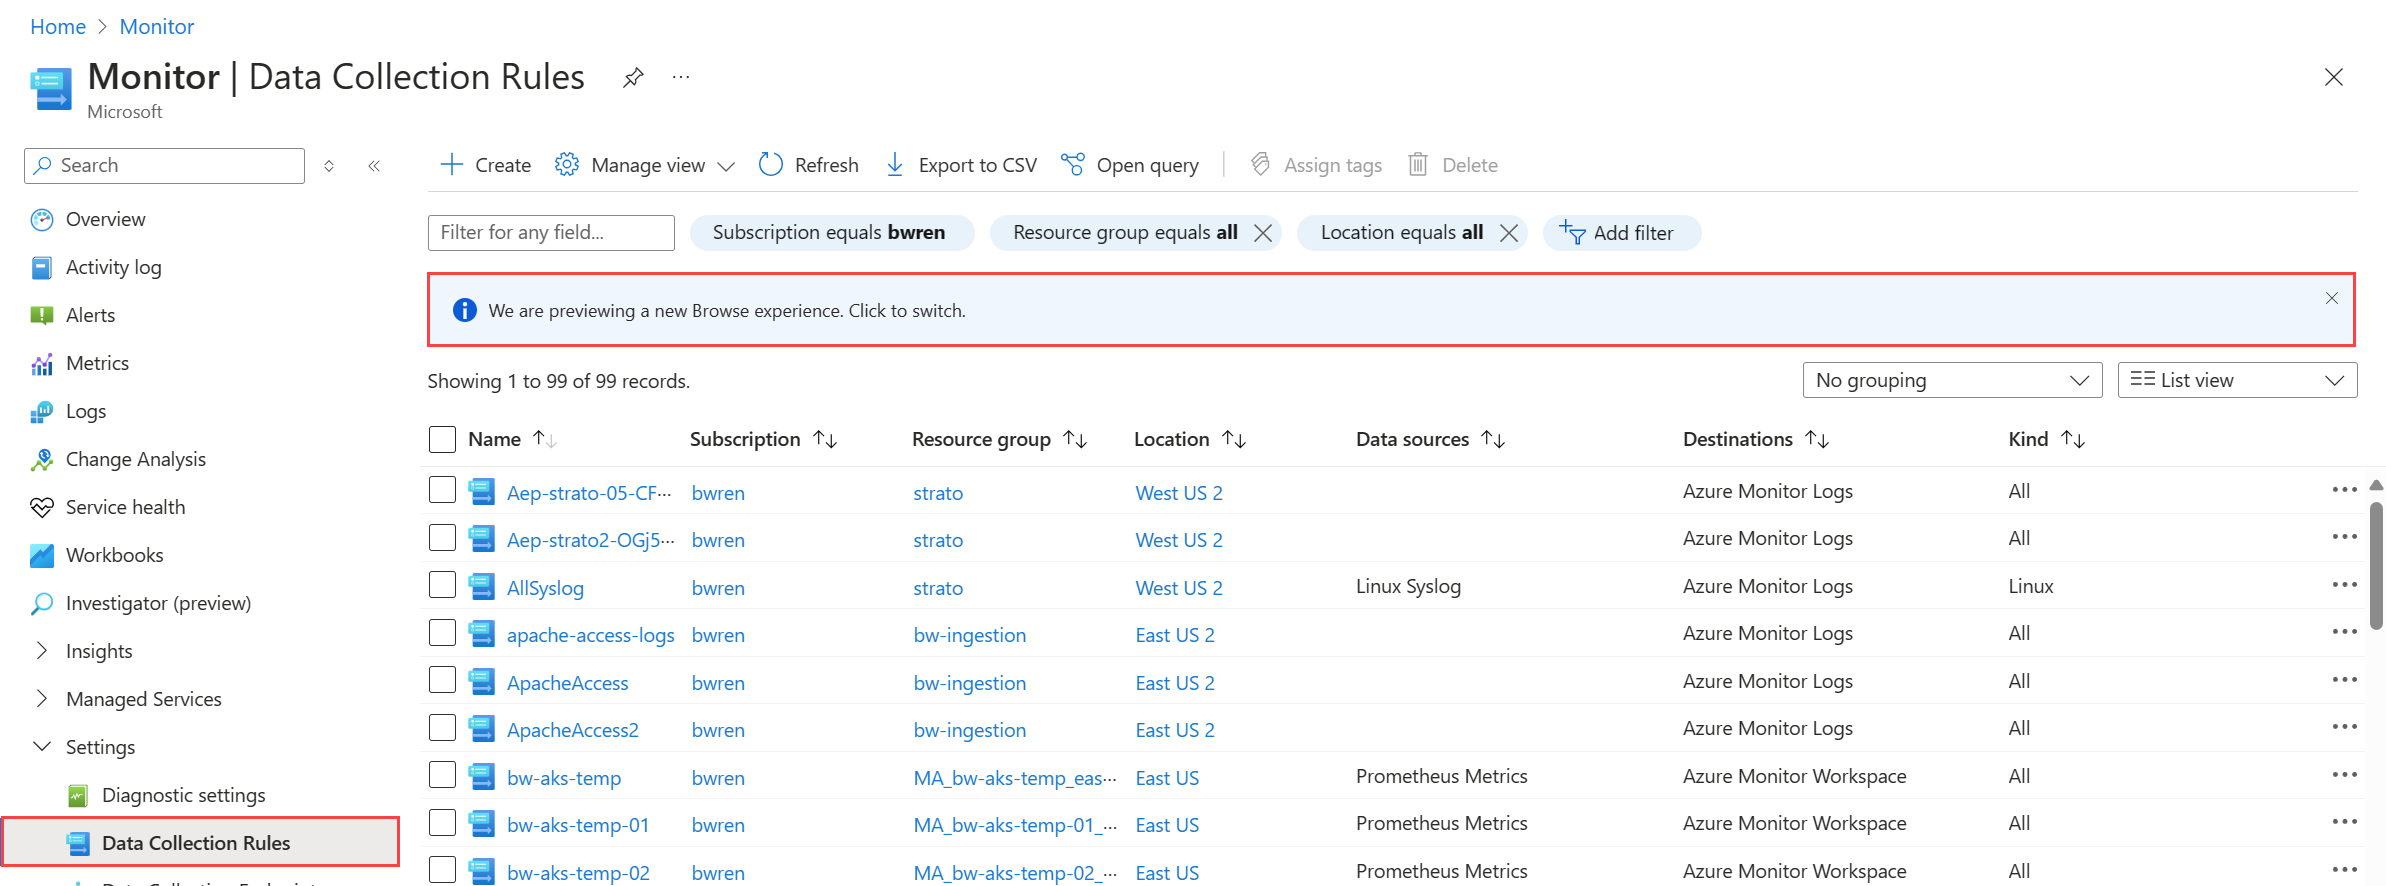 Home > Monitor
Monitor | Data Collection Rules ...
Microsoft
Search
Overview
Activity log
Alerts
Metrics
Logs
Change Analysis
Service health
Workbooks
Investigator (preview)
Insights
Managed Services
Settings
Diagnostic settings
Data Collection Rules
Create Manage view Refresh Export to CSV Open query Assign tags Delete
Filter for any field... Subscription equals bwren Resource group equals all Location equals all Add filter
We are previewing a new Browse experience. Click to switch.
Showing 1 to 99 of 99 records. No grouping List view
Name Subscription Resource group Location Data sources Destinations Kind
Aep-strato-05-CF... bwren strato West US 2 Azure Monitor Logs All
Aep-strato2-OGj5... bwren strato West US 2 Azure Monitor Logs All
AllSyslog bwren strato West US 2 Linux Syslog Azure Monitor Logs Linux
apache-access-logs bwren bw-ingestion East US 2 Azure Monitor Logs All
ApacheAccess bwren bw-ingestion East US 2 Azure Monitor Logs All
ApacheAccess2 bwren bw-ingestion East US 2 Azure Monitor Logs All
bw-aks-temp bwren MA_bw-aks-temp_eas... East US Prometheus Metrics Azure Monitor Workspace All
bw-aks-temp-01 bwren MA_bw-aks-temp-01_... East US Prometheus Metrics Azure Monitor Workspace All
bw-aks-temp-02 bwren MA_bw-aks-temp-02_... East US Prometheus Metrics Azure Monitor Workspace All